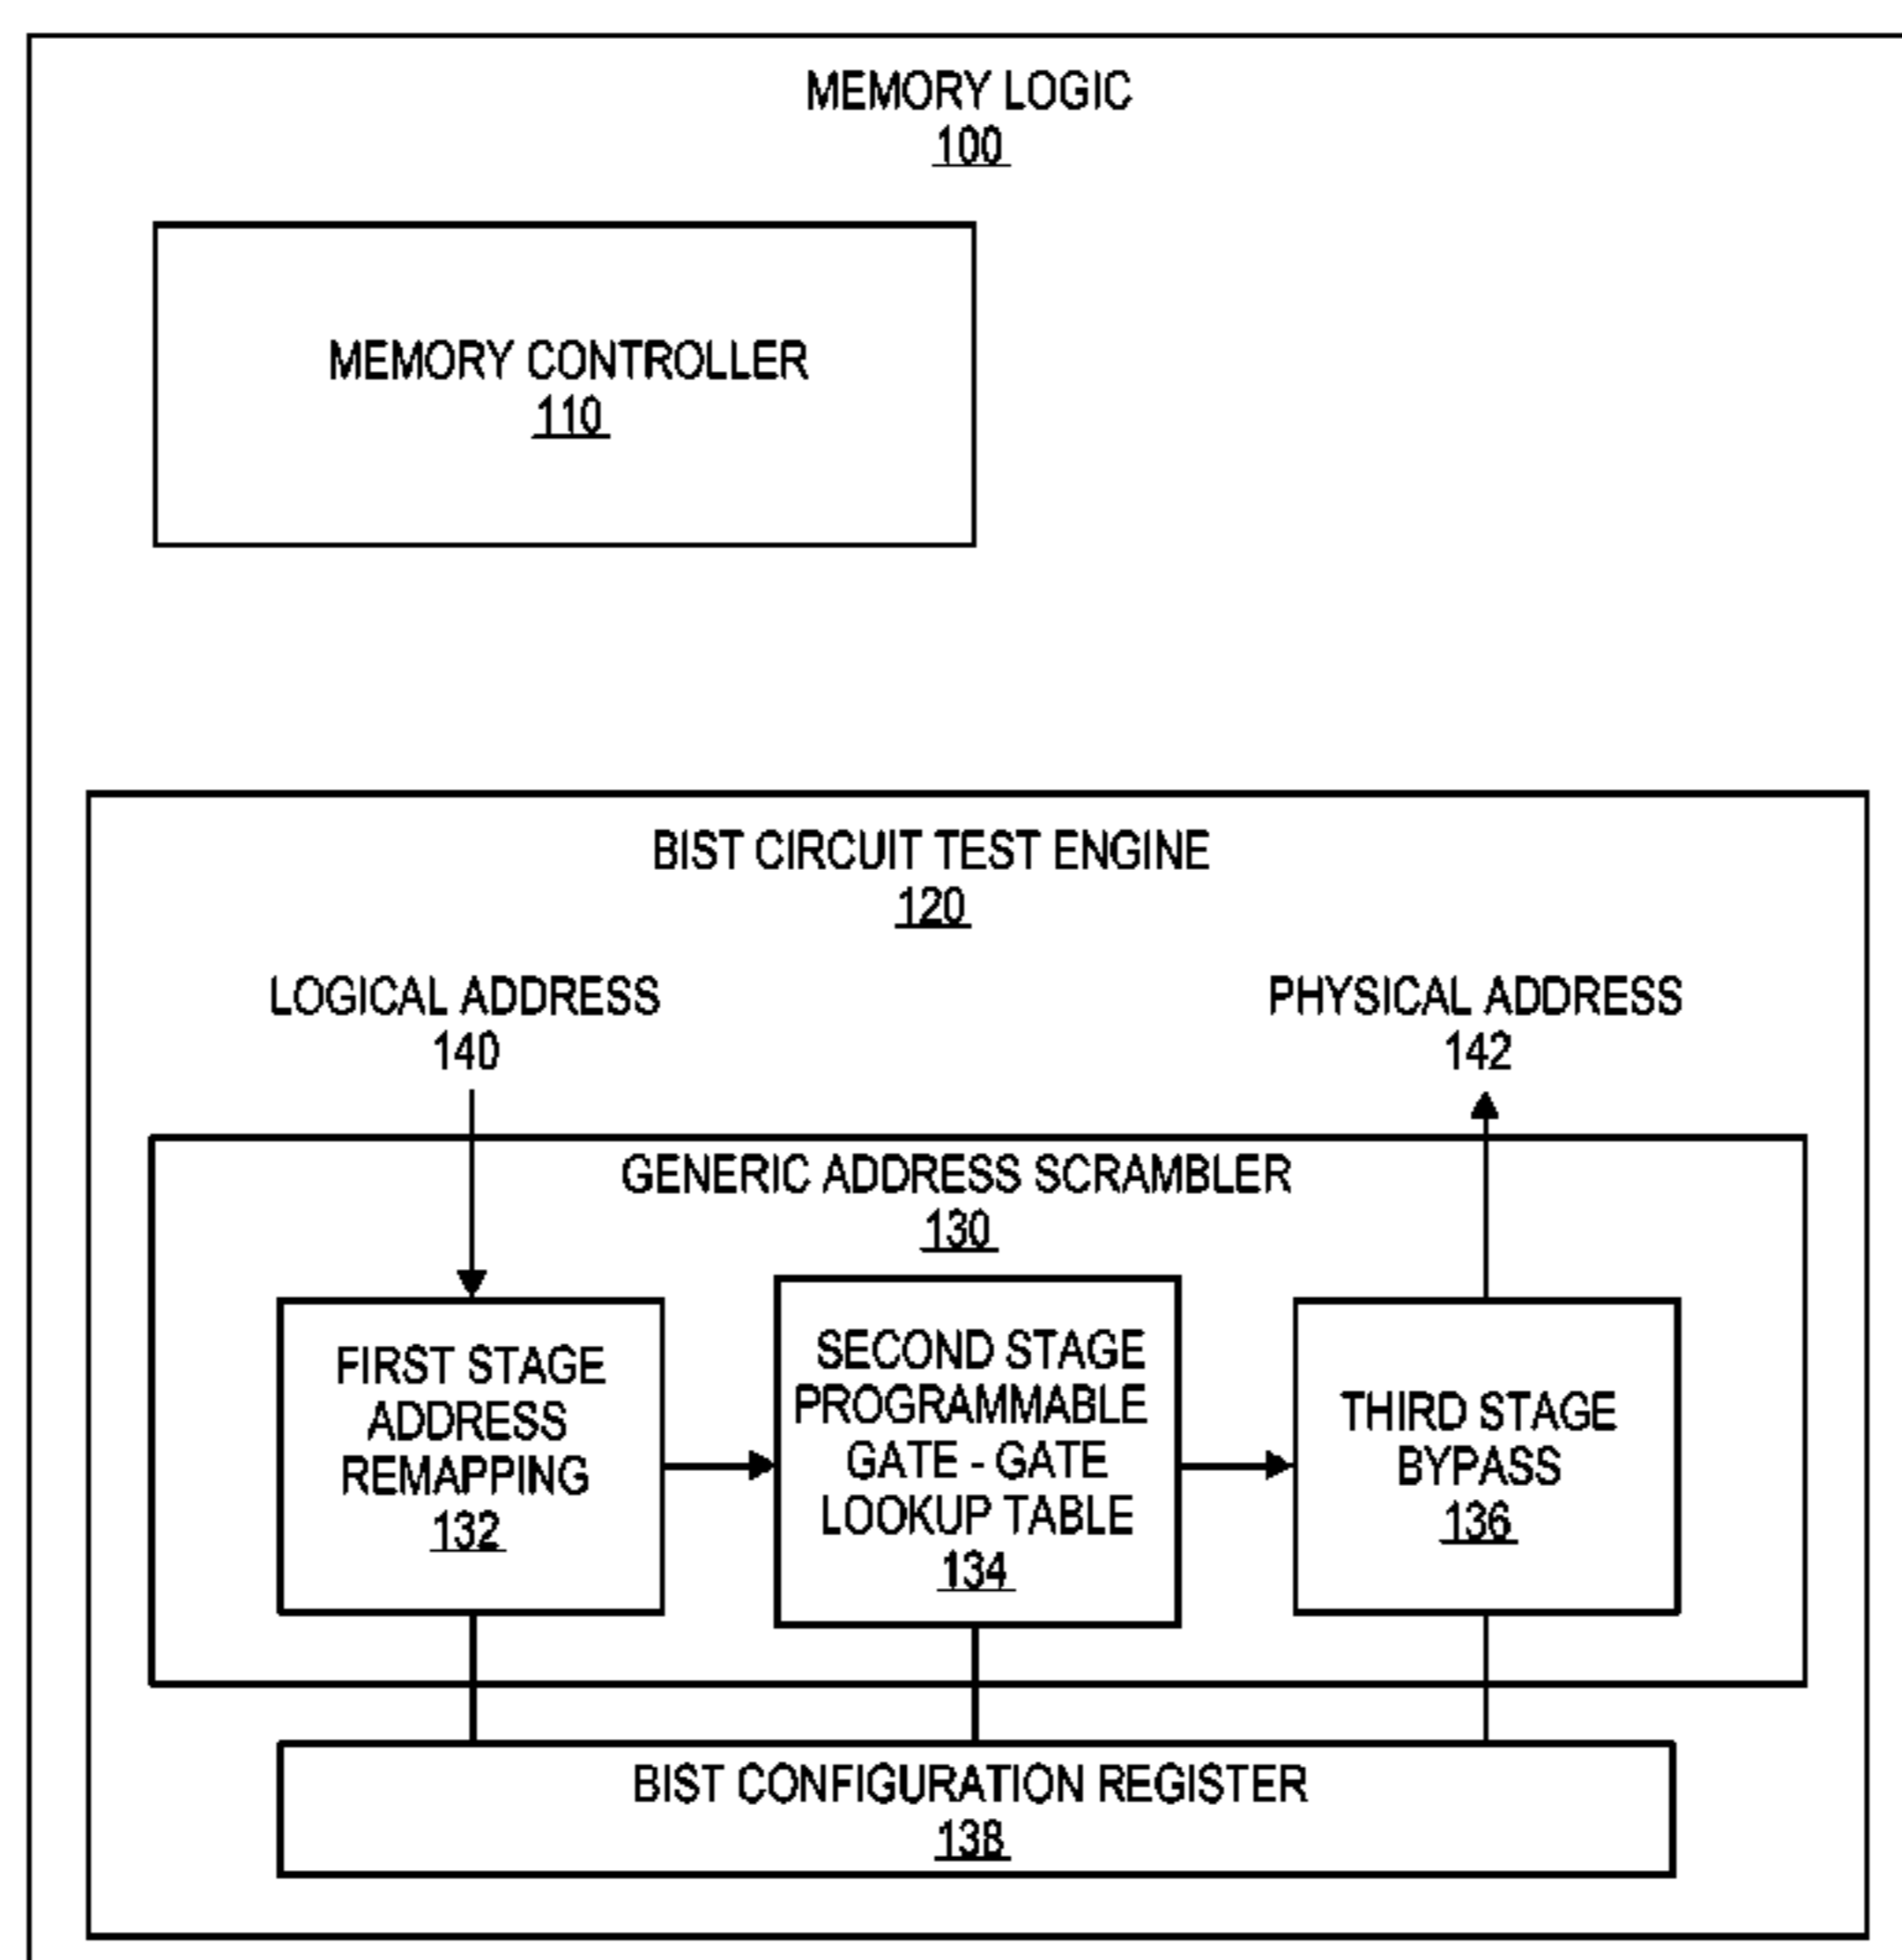 MEMORY LOGIC
100
MEMORY CONTROLLER
110
BIST CIRCUIT TEST ENGINE
120
LOGICAL ADDRESS
140
PHYSICAL ADDRESS
142
GENERIC ADDRESS SCRAMBLER
130
FIRST STAGE
ADDRESS
REMAPPING
132
SECOND STAGE
PROGRAMMABLE
GATE - GATE
LOOKUP TABLE
134
THIRD STAGE
BYPASS
136
BIST CONFIGURATION REGISTER
138